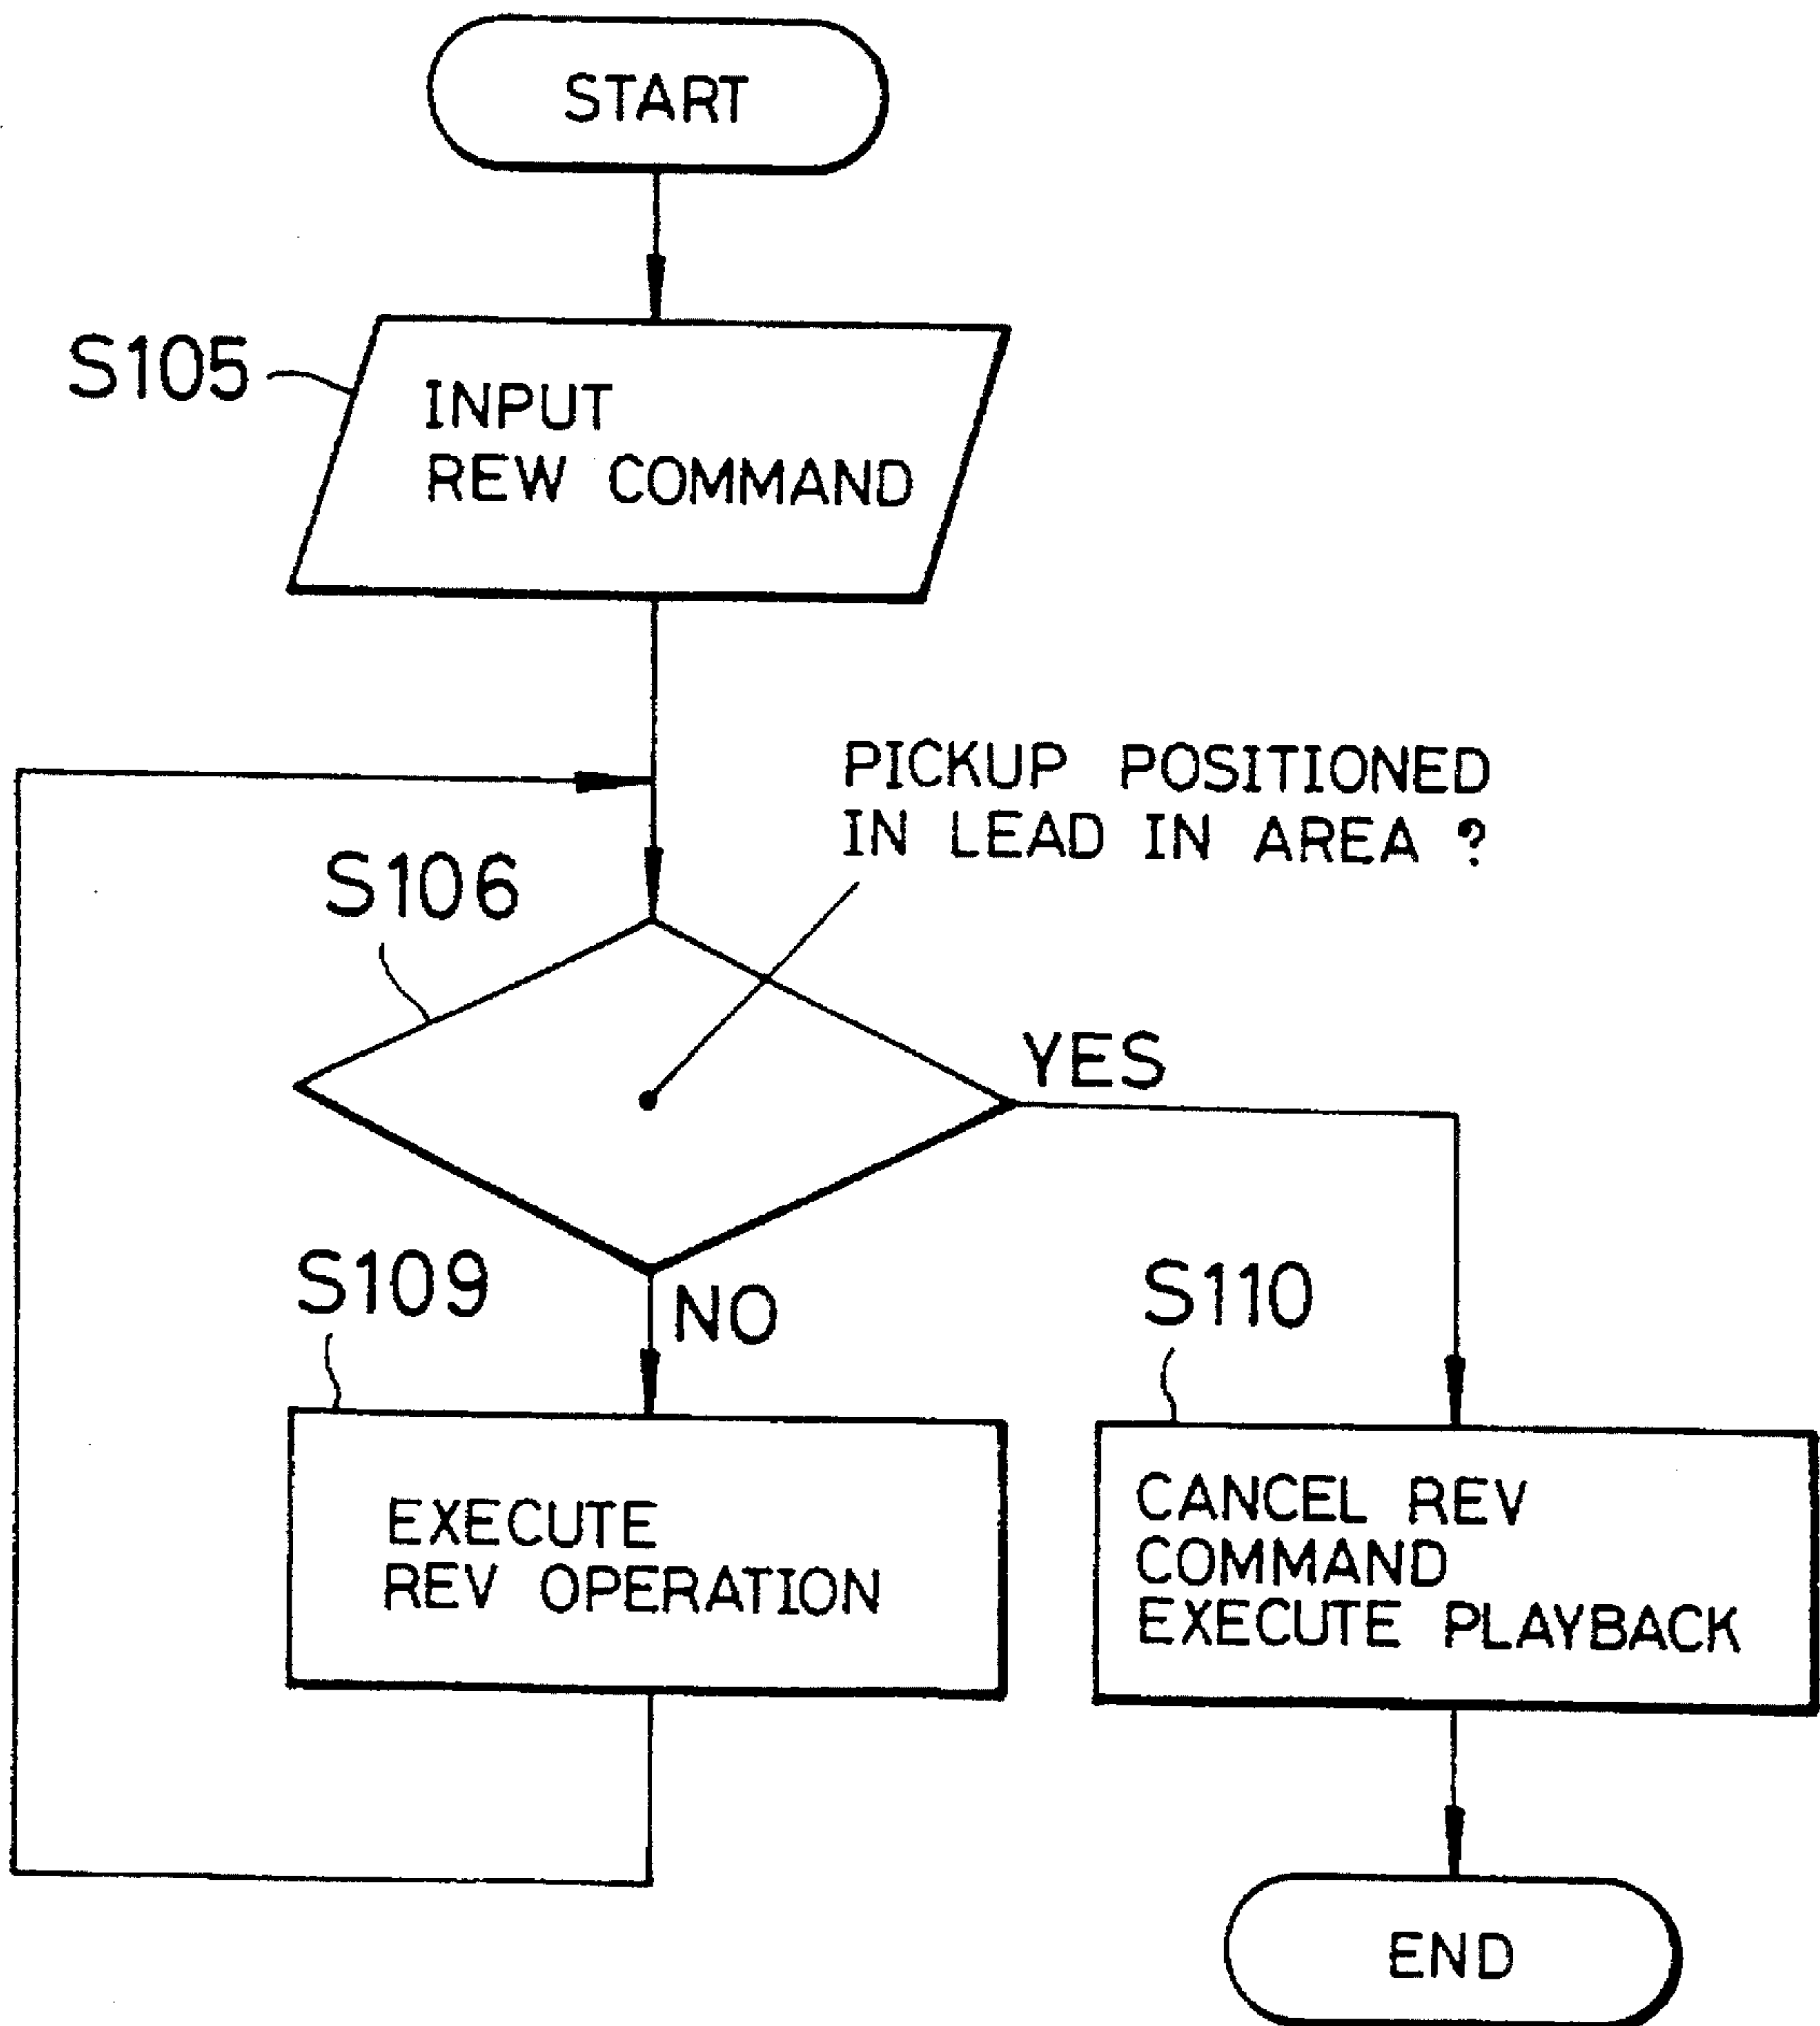 START
S105
INPUT
REW COMMAND
PICKUP POSITIONED
IN LEAD IN AREA ?
S106
YES
NO
S109
EXECUTE
REV OPERATION
S110
CANCEL REV
COMMAND
EXECUTE PLAYBACK
END